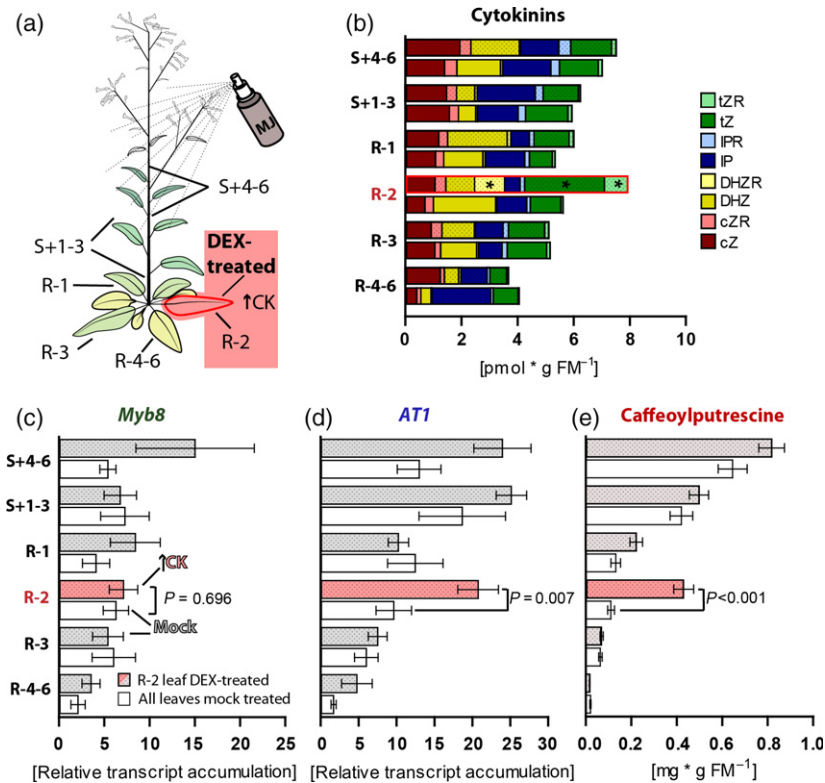 (a)
MJ
S+4-6
S+1-3
R-1
R-3
R-4-6
DEX-
treated
↑CK
R-2
(b)
Cytokinins
S+4-6
S+1-3
R-1
R-2
R-3
R-4-6
* * *
0 2 4 6 8 10
[pmol * g FM⁻¹]
tZR
tZ
IPR
IP
DHZR
DHZ
cZR
cZ
(c)
Myb8
S+4-6
S+1-3
R-1
R-2
R-3
R-4-6
↑CK
P = 0.696
Mock
R-2 leaf DEX-treated
All leaves mock treated
0 5 10 15 20 25
[Relative transcript accumulation]
(d)
AT1
P = 0.007
0 5 10 15 20 25 30
[Relative transcript accumulation]
(e)
Caffeoylputrescine
P<0.001
0.0 0.2 0.4 0.6 0.8 1.0
[mg * g FM⁻¹]